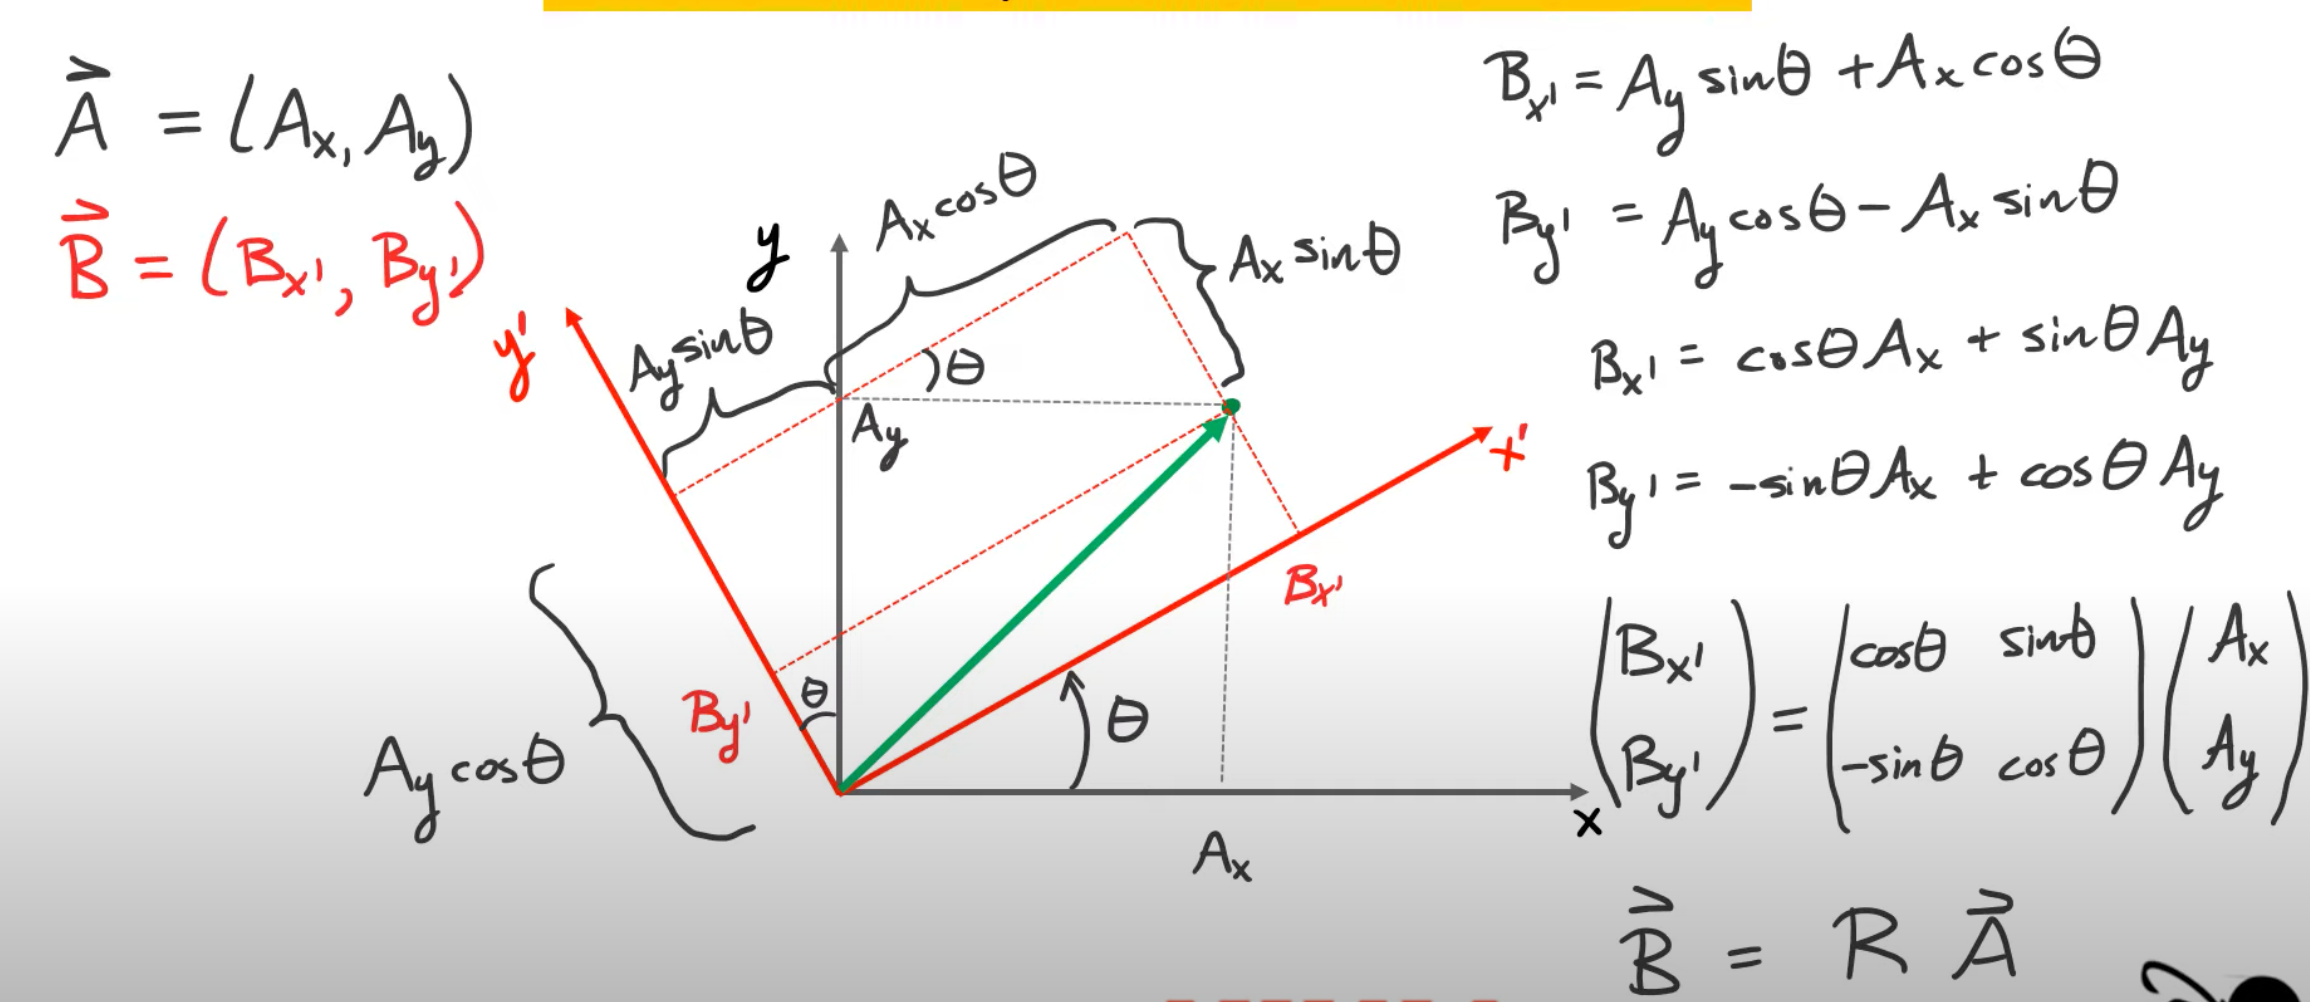 A⃗ = (Ax, Ay)
B⃗ = (Bx', By')
y'
y
Ay sinθ
Ax cosθ
Ax sinθ
θ
Ay
x'
Bx'
By'
θ
θ
Ay cosθ
x
Ax
Bx' = Ay sinθ + Ax cosθ
By' = Ay cosθ - Ax sinθ
Bx' = cosθ Ax + sinθ Ay
By' = -sinθ Ax + cosθ Ay
(Bx') = (cosθ sinθ) (Ax)
(By') (-sinθ cosθ) (Ay)
B⃗ = R A⃗